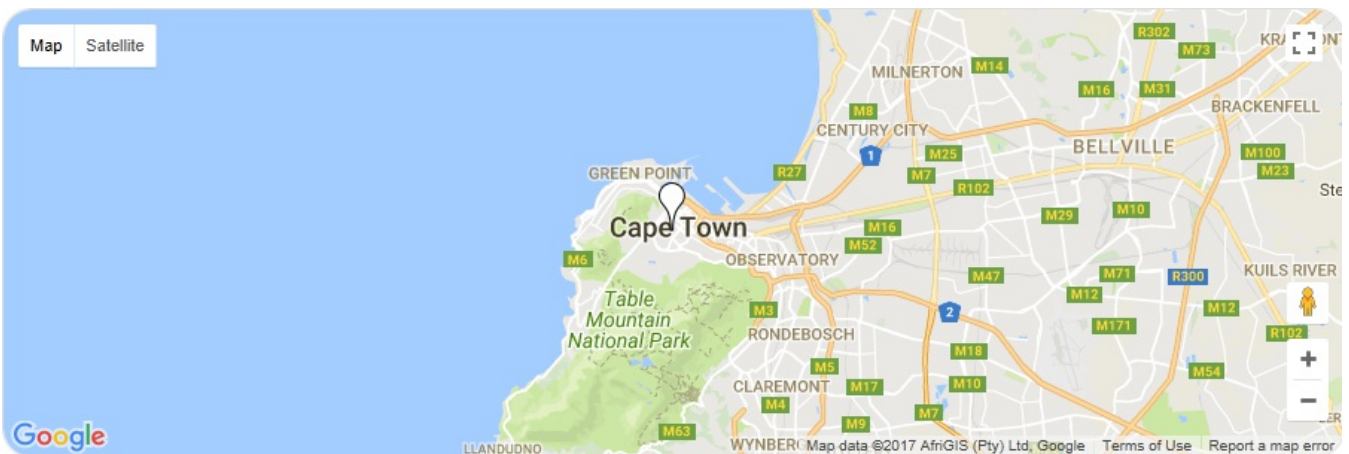 Map
Satellite
R302
KRA
ONT
M73
MILNERTON
M14
M16
M31
BRACKENFELL
M8
CENTURY CITY
BELLVILLE
1
M25
M100
GREEN POINT
R27
M7
M23
R102
Ste
M29
M10
Cape Town
M16
M52
M6
OBSERVATORY
M47
M71
R300
KUILS RIVER
Table
Mountain
National Park
M12
M12
M3
2
M171
R102
RONDEBOSCH
M18
+
M5
M54
CLAREMONT
M17
M10
−
M4
M7
M9
Google
M63
LLANDUDNO
WYNBERG
Map data ©2017 AfriGIS (Pty) Ltd, Google
Terms of Use
Report a map error